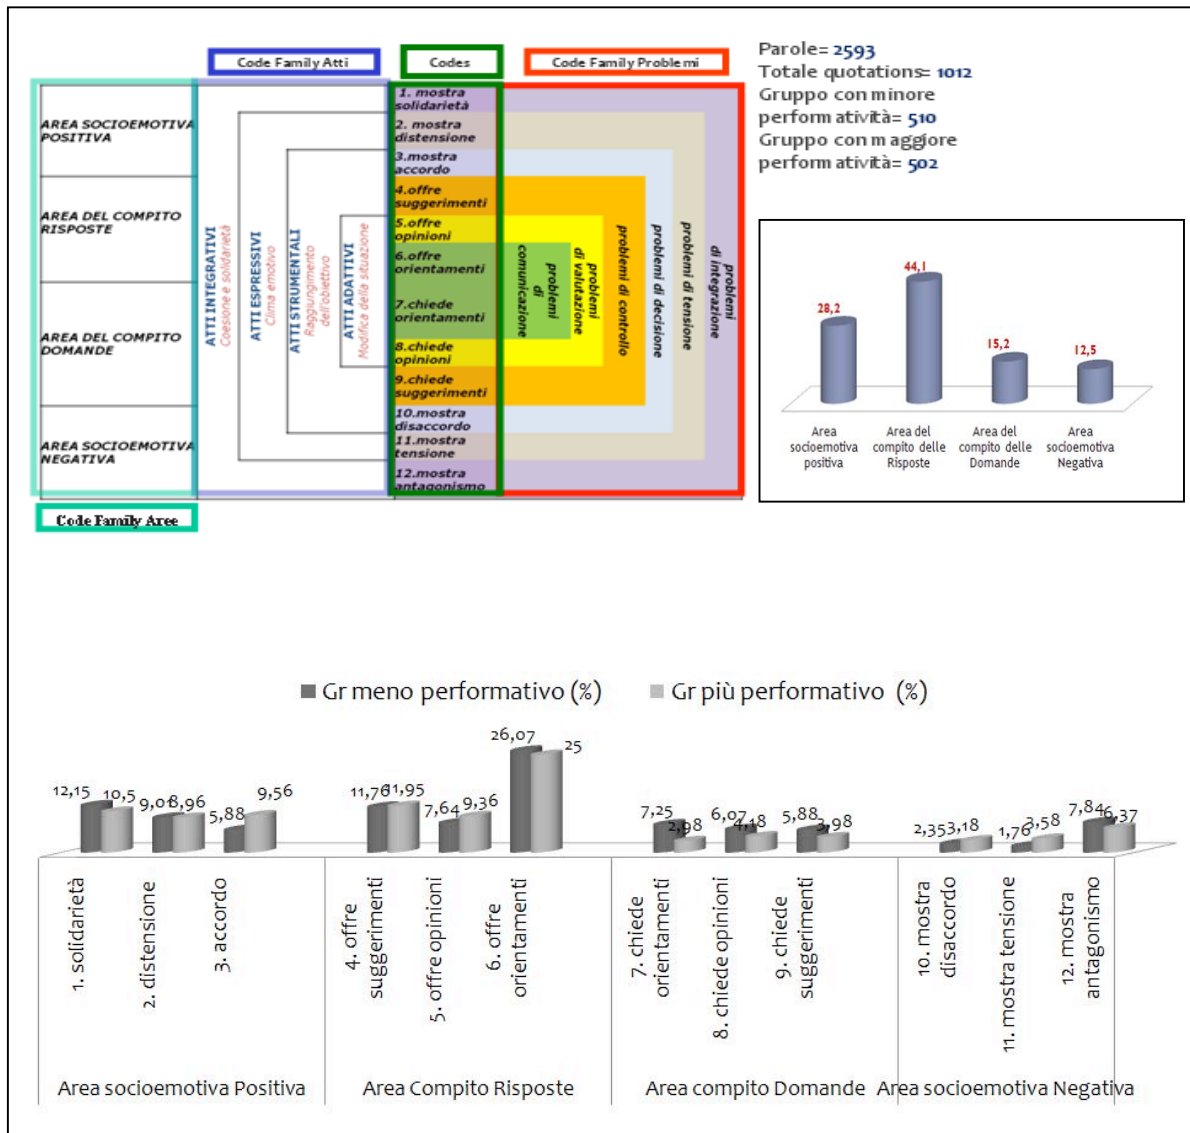 Code Family Atti
Codes
Code Family Problemi
Parole= 2593
Totale quotations= 1012
Gruppo con minore
performatività= 510
Gruppo con maggiore
performatività= 502
AREA SOCIOEMOTIVA
POSITIVA
AREA DEL COMPITO
RISPOSTE
AREA DEL COMPITO
DOMANDE
AREA SOCIOEMOTIVA
NEGATIVA
Code Family Aree
ATTI INTEGRATIVI
Coesione e solidarietà
ATTI ESPRESSIVI
Clima emotivo
ATTI STRUMENTALI
Raggiungimento
dell'obiettivo
ATTI ADATTIVI
Modifica della situazione
1. mostra
solidarietà
2. mostra
distensione
3.mostra
accordo
4.offre
suggerimenti
5.offre
opinioni
6.offre
orientamenti
7.chiede
orientamenti
8.chiede
opinioni
9.chiede
suggerimenti
10.mostra
disaccordo
11.mostra
tensione
12.mostra
antagonismo
problemi
di
comunicazione
problemi
di valutazione
problemi di controllo
problemi di decisione
problemi di tensione
problemi
di integrazione
28,2
44,1
15,2
12,5
Area
socioemotiva
positiva
Area del
compito delle
Risposte
Area del
compito delle
Domande
Area
socioemotiva
Negativa
Gr meno performativo (%)
Gr più performativo (%)
12,15
10,5
9,01
8,96
5,88
9,56
11,76
11,95
7,64
9,36
26,07
25
7,25
2,98
6,07
4,18
5,88
3,98
2,35
3,18
1,76
3,58
7,84
6,37
1. solidarietà
2. distensione
3. accordo
4. offre
suggerimenti
5. offre opinioni
6. offre
orientamenti
7. chiede
orientamenti
8. chiede opinioni
9. chiede
suggerimenti
10. mostra
disaccordo
11. mostra tensione
12. mostra
antagonismo
Area socioemotiva Positiva
Area Compito Risposte
Area compito Domande
Area socioemotiva Negativa